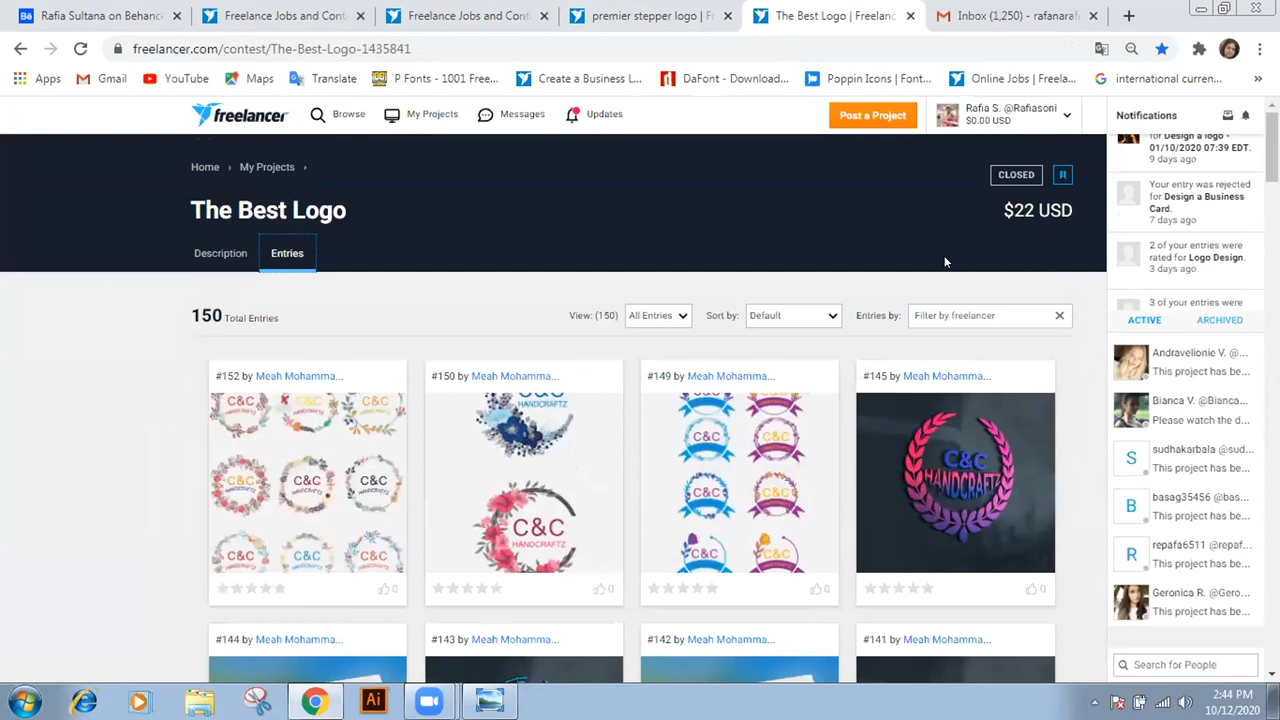 Rafia Sultana on Behanc
Freelance Jobs and Cont
Freelance Jobs and Cont
premier stepper logo | F
The Best Logo | Freelanc
Inbox (1,250) - rafanaraf
freelancer.com/contest/The-Best-Logo-1435841
Apps
Gmail
YouTube
Maps
Translate
P Fonts - 1001 Free...
Create a Business L...
DaFont - Download...
Poppin Icons | Font...
Online Jobs | Freela...
international curren...
freelancer
Browse
My Projects
Messages
Updates
Post a Project
Rafia S. @Rafiasoni
$0.00 USD
Notifications
for Design a logo -
01/10/2020 07:39 EDT.
9 days ago
Your entry was rejected
for Design a Business
Card.
7 days ago
2 of your entries were
rated for Logo Design.
3 days ago
3 of your entries were
ACTIVE
ARCHIVED
Andravelionie V. @...
This project has be...
Bianca V. @Bianca...
Please watch the d...
sudhakarbala @sud...
This project has be...
basag35456 @bas...
This project has be...
repafa6511 @repaf...
This project has be...
Geronica R. @Gero...
This project has be...
Search for People
Home › My Projects ›
CLOSED
The Best Logo
$22 USD
Description
Entries
150 Total Entries
View: (150)
All Entries
Sort by:
Default
Entries by:
Filter by freelancer
#152 by Meah Mohamma...
#150 by Meah Mohamma...
#149 by Meah Mohamma...
#145 by Meah Mohamma...
C&C
HANDCRAFTZ
C&C
HANDCRAFTZ
0
0
0
0
#144 by Meah Mohamma...
#143 by Meah Mohamma...
#142 by Meah Mohamma...
#141 by Meah Mohamma...
2:44 PM
10/12/2020